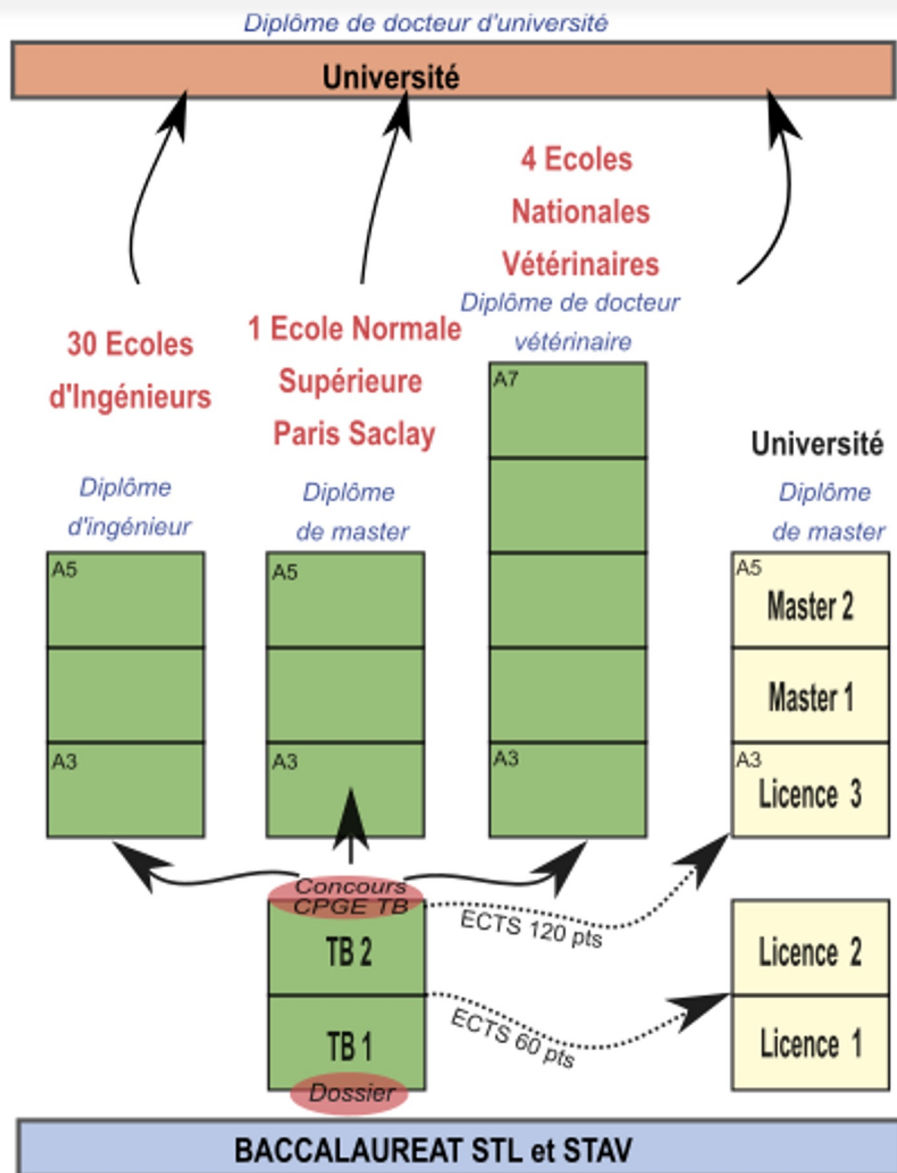 Diplôme de docteur d'université
Université
4 Ecoles
Nationales
Vétérinaires
Diplôme de docteur
vétérinaire
30 Ecoles
d'Ingénieurs
1 Ecole Normale
Supérieure
Paris Saclay
Université
Diplôme
d'ingénieur
Diplôme
de master
Diplôme
de master
A7
A5
A5
A5
Master 2
Master 1
A3
A3
A3
A3
Licence 3
Concours
CPGE TB
ECTS 120 pts
TB 2
Licence 2
ECTS 60 pts
TB 1
Licence 1
Dossier
BACCALAUREAT STL et STAV